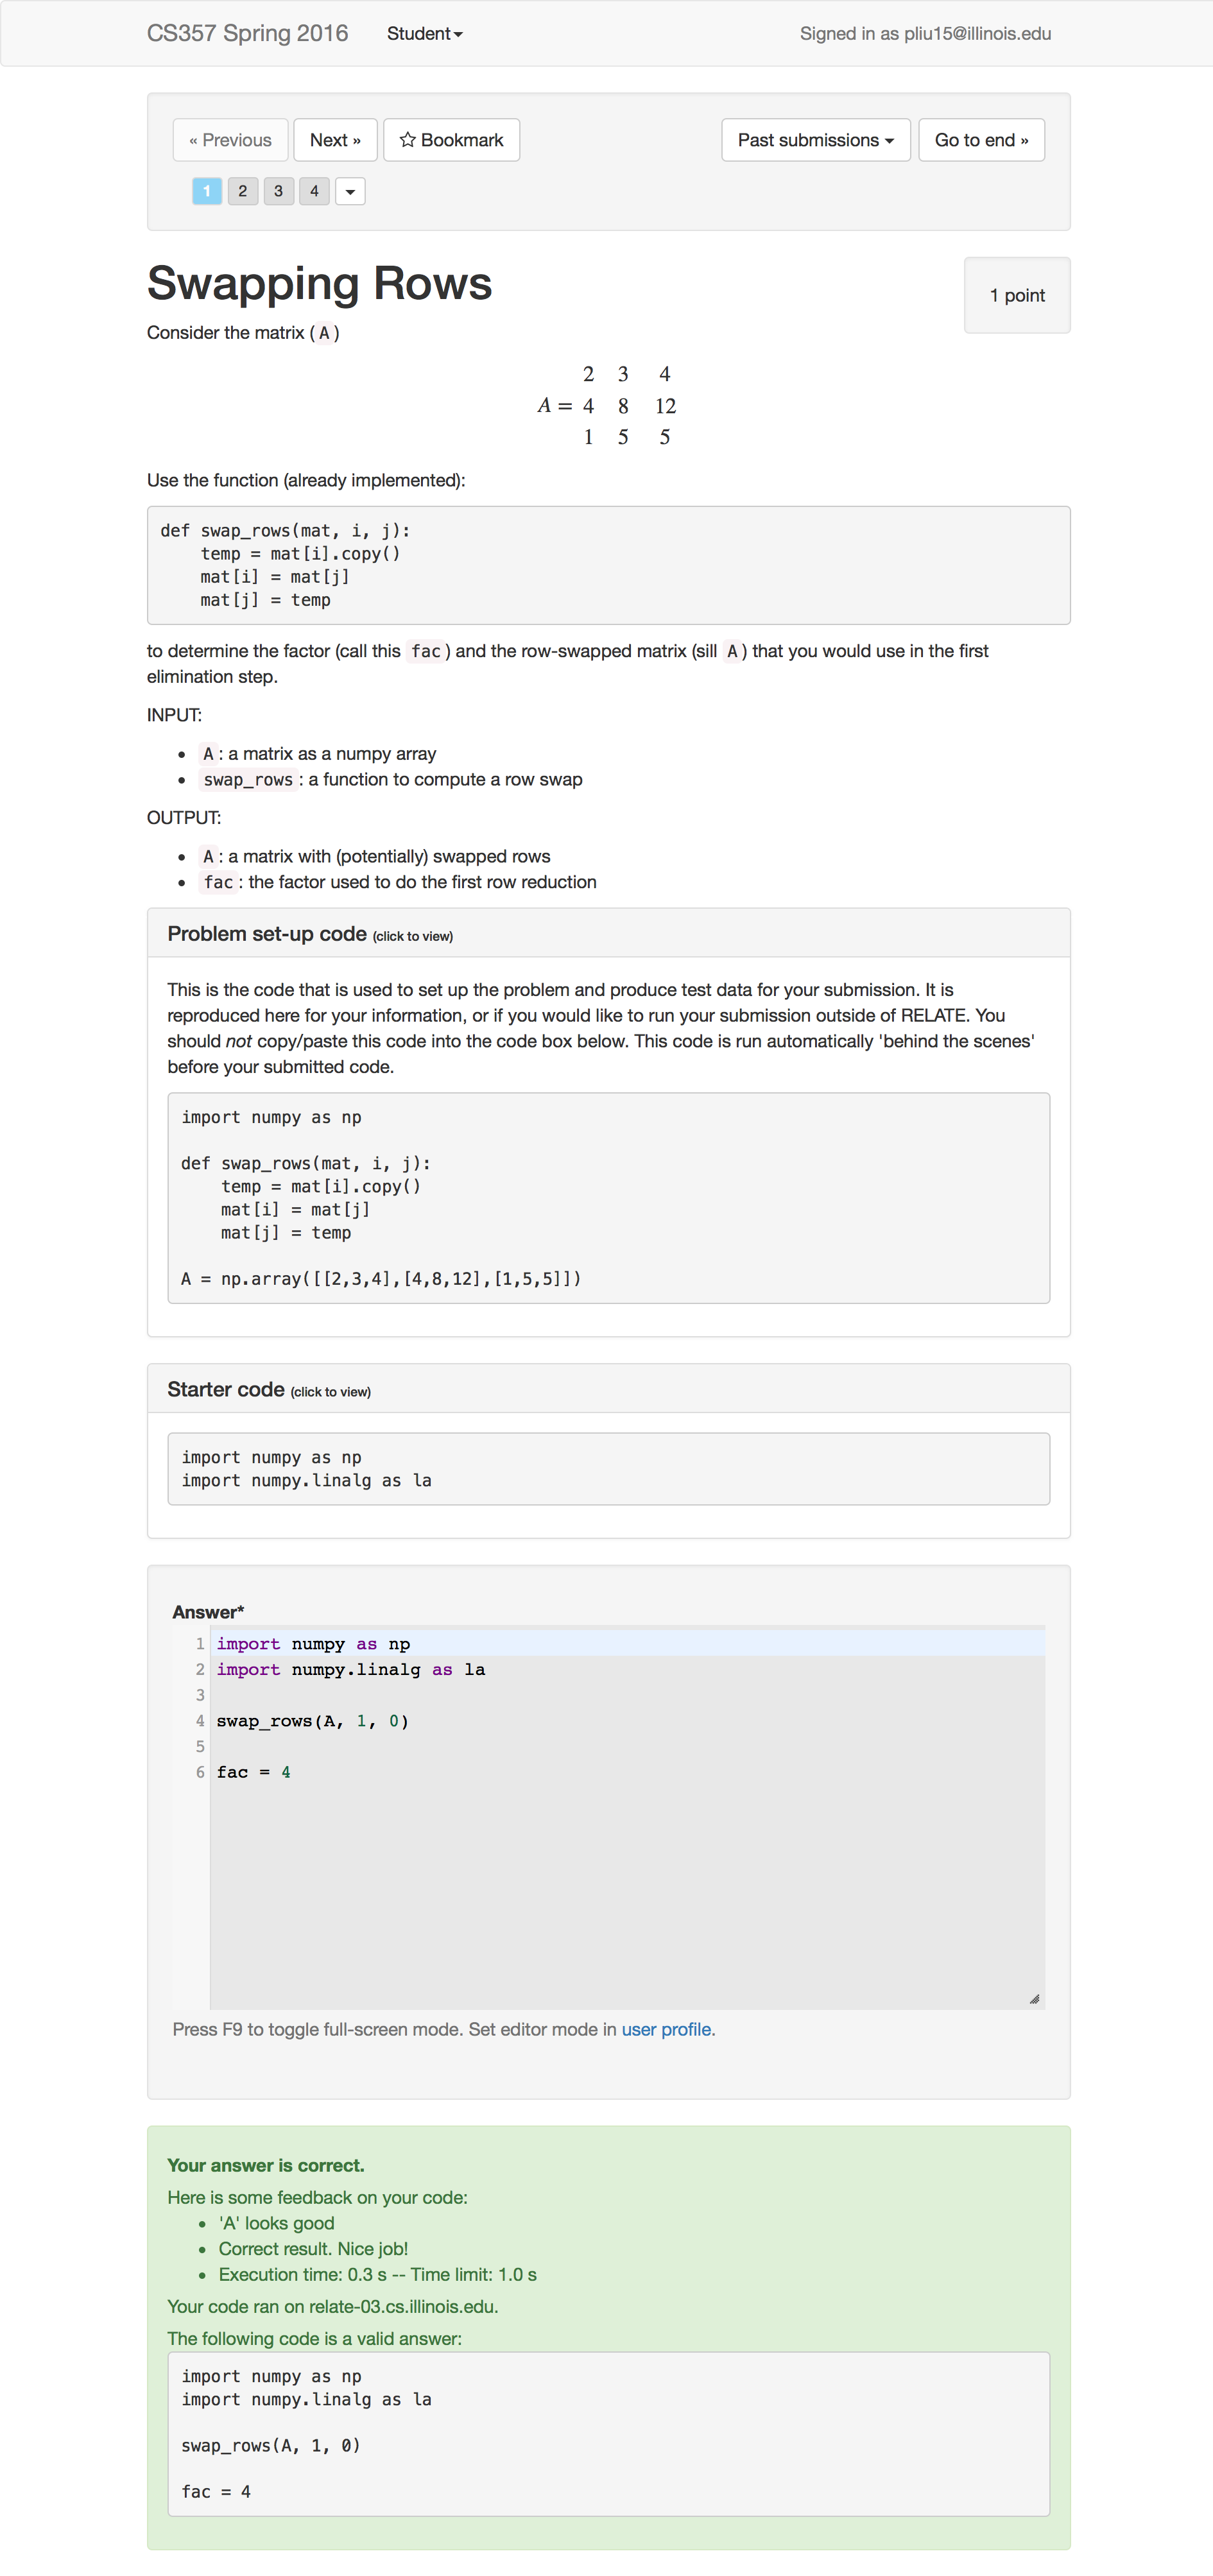 CS357 Spring 2016 Student Signed in as pliu15@illinois.edu
« Previous Next » Bookmark Past submissions Go to end »
1 2 3 4
Swapping Rows
1 point
Consider the matrix ( A )
2 3 4
A = 4 8 12
1 5 5
Use the function (already implemented):
def swap_rows(mat, i, j):
    temp = mat[i].copy()
    mat[i] = mat[j]
    mat[j] = temp
to determine the factor (call this fac ) and the row-swapped matrix (sill A ) that you would use in the first
elimination step.
INPUT:
• A : a matrix as a numpy array
• swap_rows : a function to compute a row swap
OUTPUT:
• A : a matrix with (potentially) swapped rows
• fac : the factor used to do the first row reduction
Problem set-up code (click to view)
This is the code that is used to set up the problem and produce test data for your submission. It is
reproduced here for your information, or if you would like to run your submission outside of RELATE. You
should not copy/paste this code into the code box below. This code is run automatically 'behind the scenes'
before your submitted code.
import numpy as np
def swap_rows(mat, i, j):
    temp = mat[i].copy()
    mat[i] = mat[j]
    mat[j] = temp
A = np.array([[2,3,4],[4,8,12],[1,5,5]])
Starter code (click to view)
import numpy as np
import numpy.linalg as la
Answer*
1 import numpy as np
2 import numpy.linalg as la
3
4 swap_rows(A, 1, 0)
5
6 fac = 4
Press F9 to toggle full-screen mode. Set editor mode in user profile.
Your answer is correct.
Here is some feedback on your code:
• 'A' looks good
• Correct result. Nice job!
• Execution time: 0.3 s -- Time limit: 1.0 s
Your code ran on relate-03.cs.illinois.edu.
The following code is a valid answer:
import numpy as np
import numpy.linalg as la
swap_rows(A, 1, 0)
fac = 4